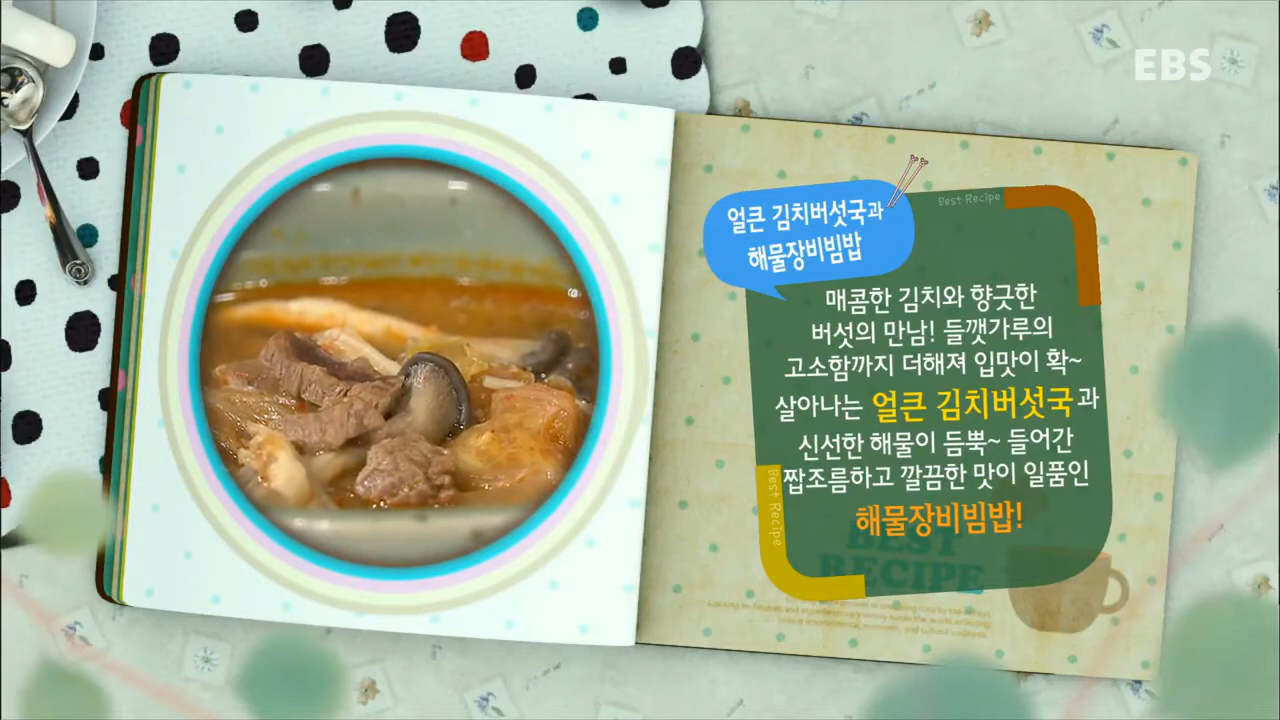 EBS
Best Recipe
얼큰 김치버섯국과
해물장비빔밥
매콤한 김치와 향긋한
버섯의 만남! 들깻가루의
고소함까지 더해져 입맛이 확~
살아나는 얼큰 김치버섯국과
신선한 해물이 듬뿍~ 들어간
짭조름하고 깔끔한 맛이 일품인
해물장비빔밥!
Best Recipe
BEST
RECIPE